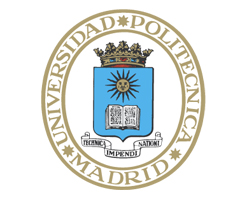 UNIVERSIDAD POLITECNICA
MADRID
TECHNICA
IMPENDI
NATIONI